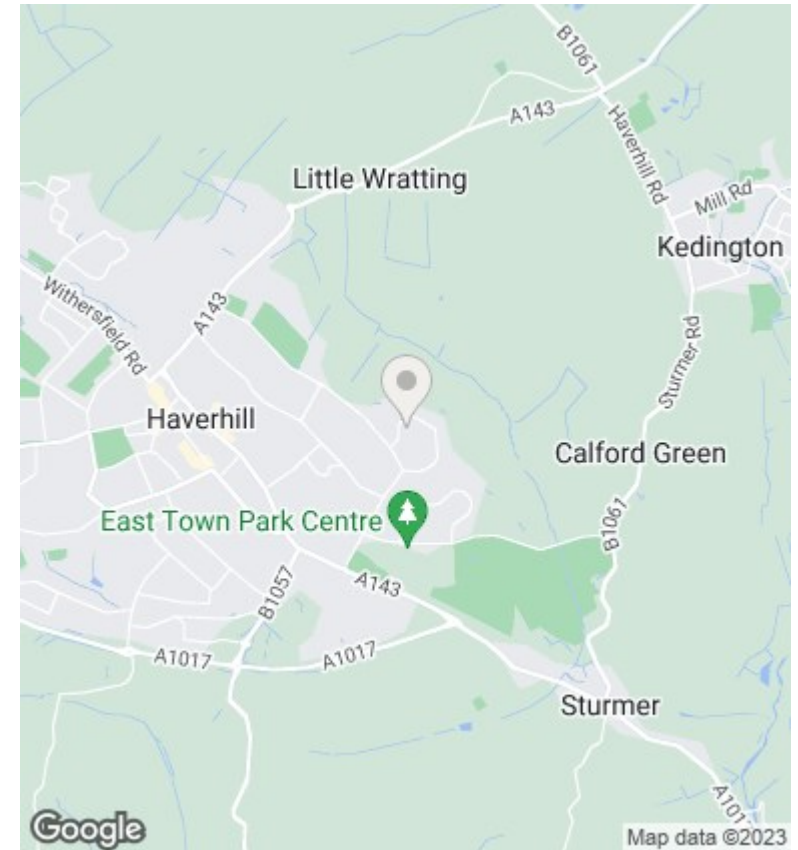 B1061
A143
Haverhill Rd
Little Wratting
Mill Rd
Kedington
Withersfield Rd
A143
Sturmer Rd
Haverhill
Calford Green
East Town Park Centre
B1061
A143
B1057
A1017
A1017
Sturmer
Google
Map data ©2023